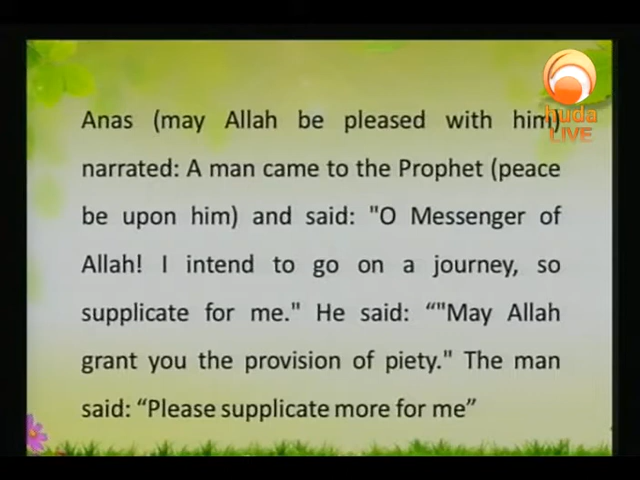 huda
LIVE
Anas (may Allah be pleased with him)
narrated: A man came to the Prophet (peace
be upon him) and said: "O Messenger of
Allah! I intend to go on a journey, so
supplicate for me." He said: “"May Allah
grant you the provision of piety." The man
said: “Please supplicate more for me”